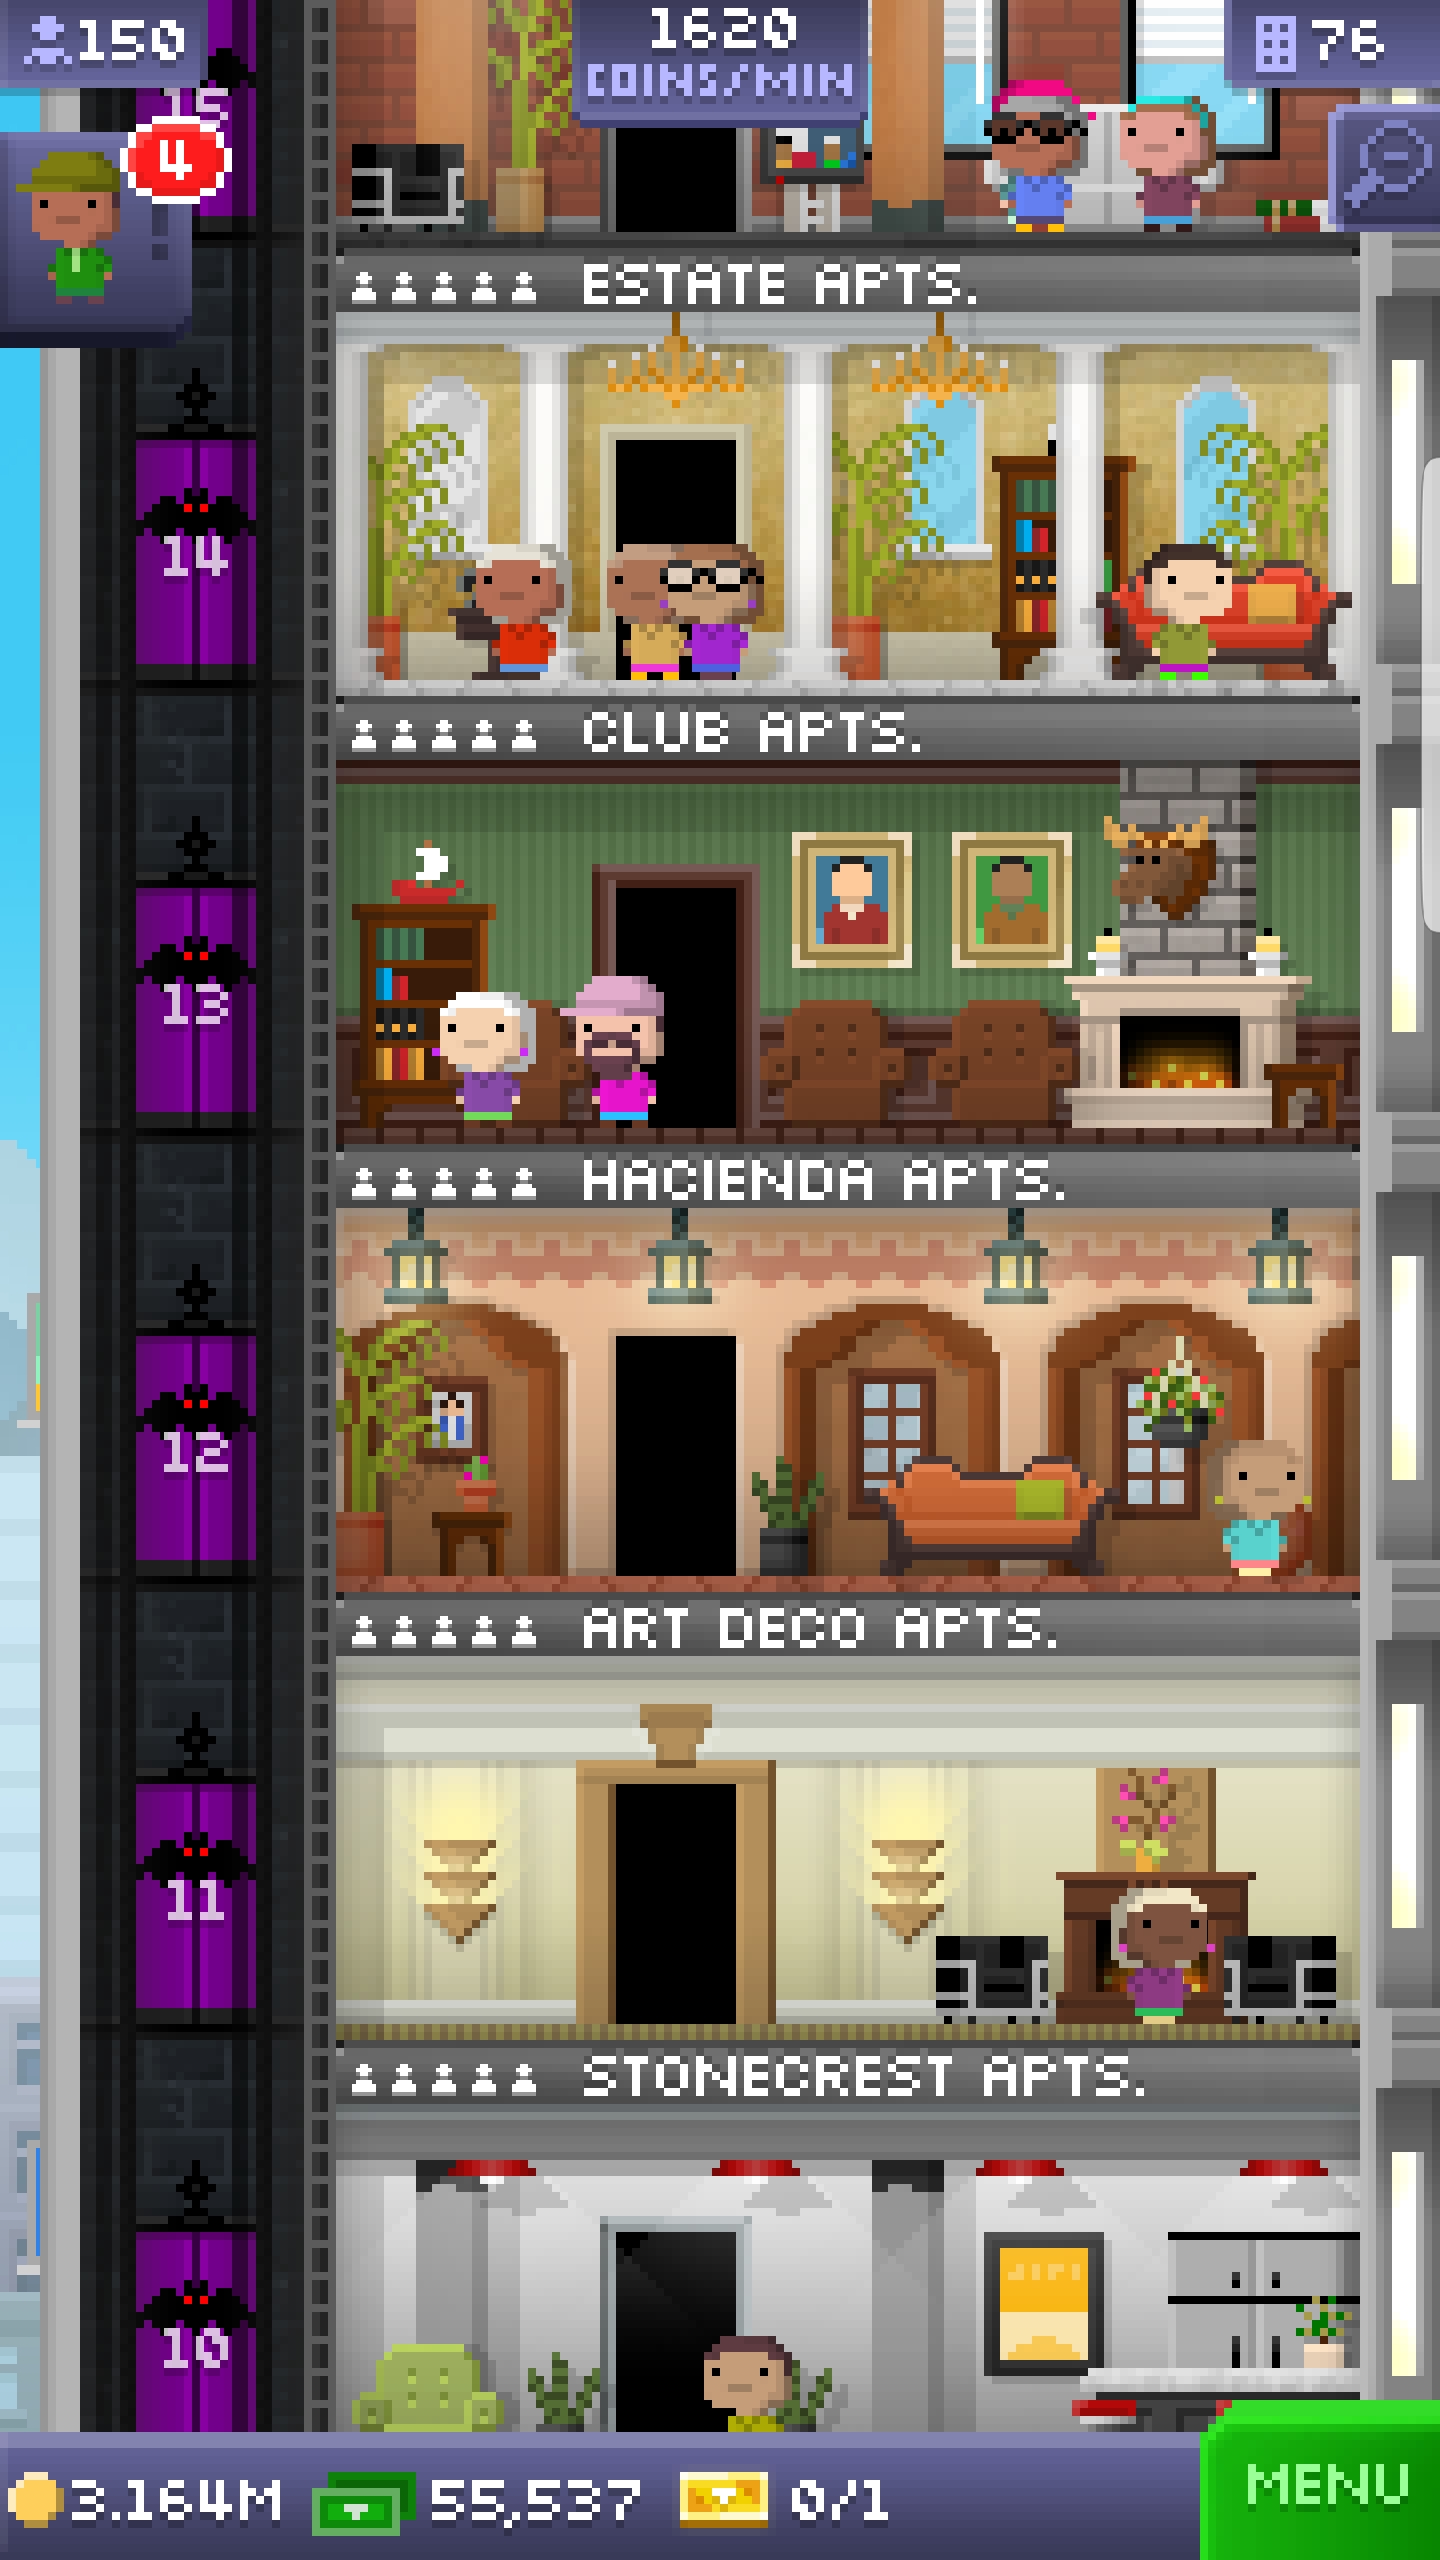 150
1620
COINS/MIN
76
15
4
ESTATE APTS.
14
CLUB APTS.
13
HACIENDA APTS.
12
ART DECO APTS.
11
STONECREST APTS.
10
3.164M
55,537
0/1
MENU